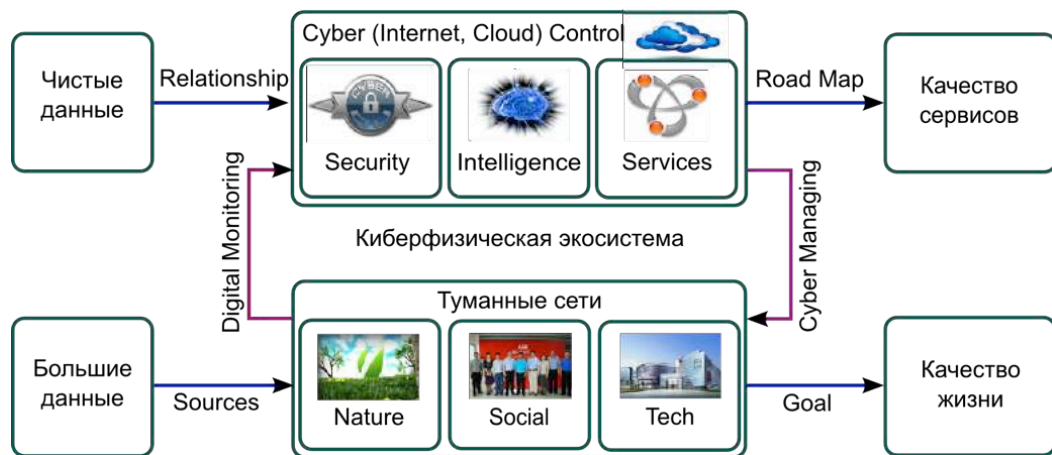 Cyber (Internet, Cloud) Control
Чистые
данные
Relationship
CYBER
Security
Intelligence
Services
Road Map
Качество
сервисов
Digital Monitoring
Киберфизическая экосистема
Cyber Managing
Туманные сети
Большие
данные
Sources
Nature
Social
Tech
Goal
Качество
жизни